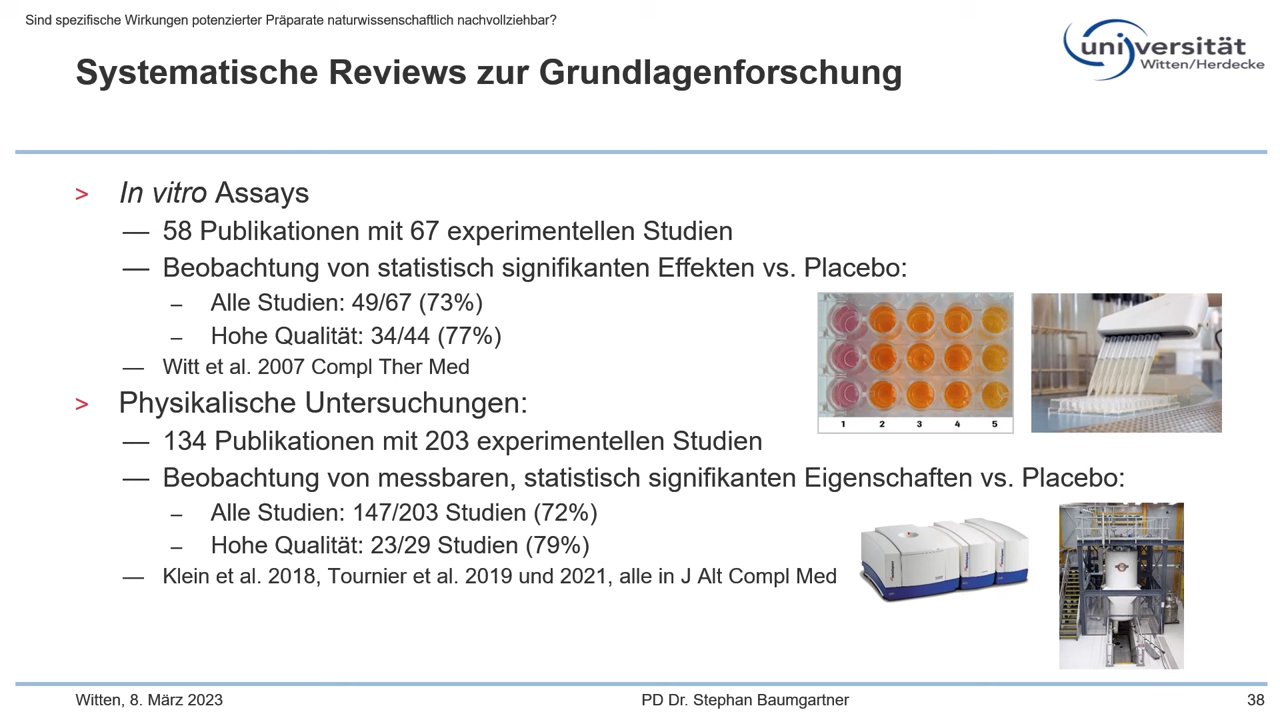 Sind spezifische Wirkungen potenzierter Präparate naturwissenschaftlich nachvollziehbar?
Systematische Reviews zur Grundlagenforschung
universität
Witten/Herdecke
> In vitro Assays
— 58 Publikationen mit 67 experimentellen Studien
— Beobachtung von statistisch signifikanten Effekten vs. Placebo:
– Alle Studien: 49/67 (73%)
– Hohe Qualität: 34/44 (77%)
— Witt et al. 2007 Compl Ther Med
1 2 3 4 5
> Physikalische Untersuchungen:
— 134 Publikationen mit 203 experimentellen Studien
— Beobachtung von messbaren, statistisch signifikanten Eigenschaften vs. Placebo:
– Alle Studien: 147/203 Studien (72%)
– Hohe Qualität: 23/29 Studien (79%)
— Klein et al. 2018, Tournier et al. 2019 und 2021, alle in J Alt Compl Med
Witten, 8. März 2023
PD Dr. Stephan Baumgartner
38